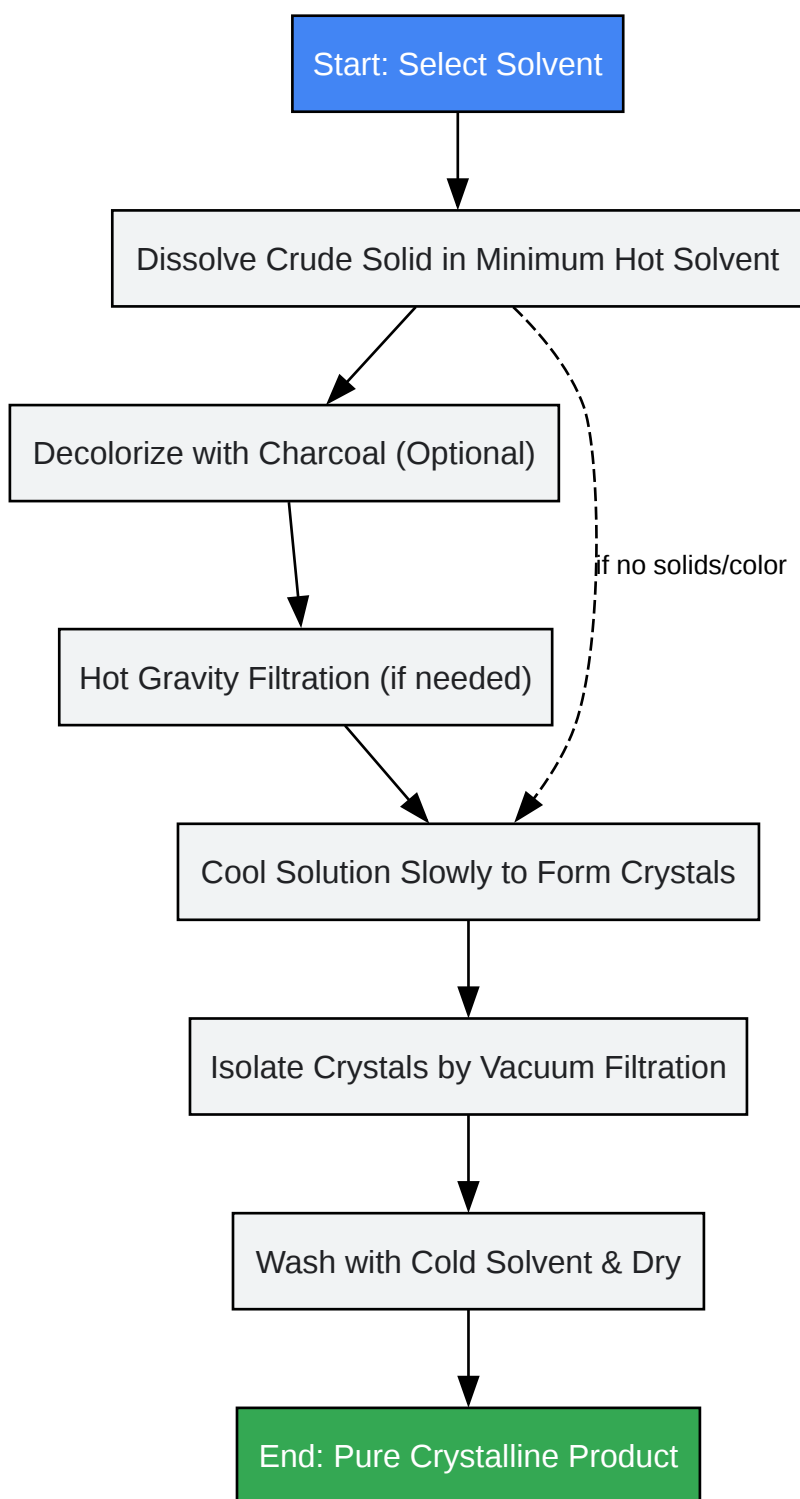 Start: Select Solvent
Dissolve Crude Solid in Minimum Hot Solvent
Decolorize with Charcoal (Optional)
if no solids/color
Hot Gravity Filtration (if needed)
Cool Solution Slowly to Form Crystals
Isolate Crystals by Vacuum Filtration
Wash with Cold Solvent & Dry
End: Pure Crystalline Product